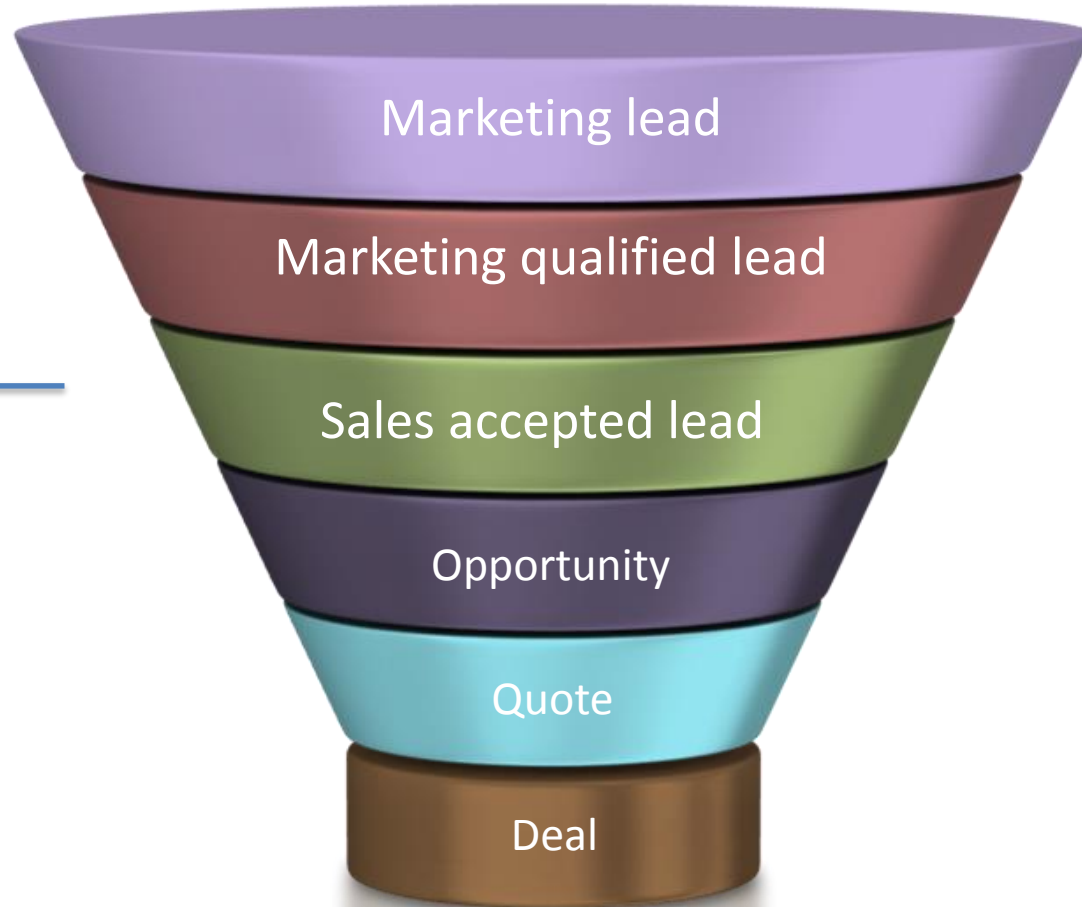 Marketing lead
Marketing qualified lead
Sales accepted lead
Opportunity
Quote
Deal